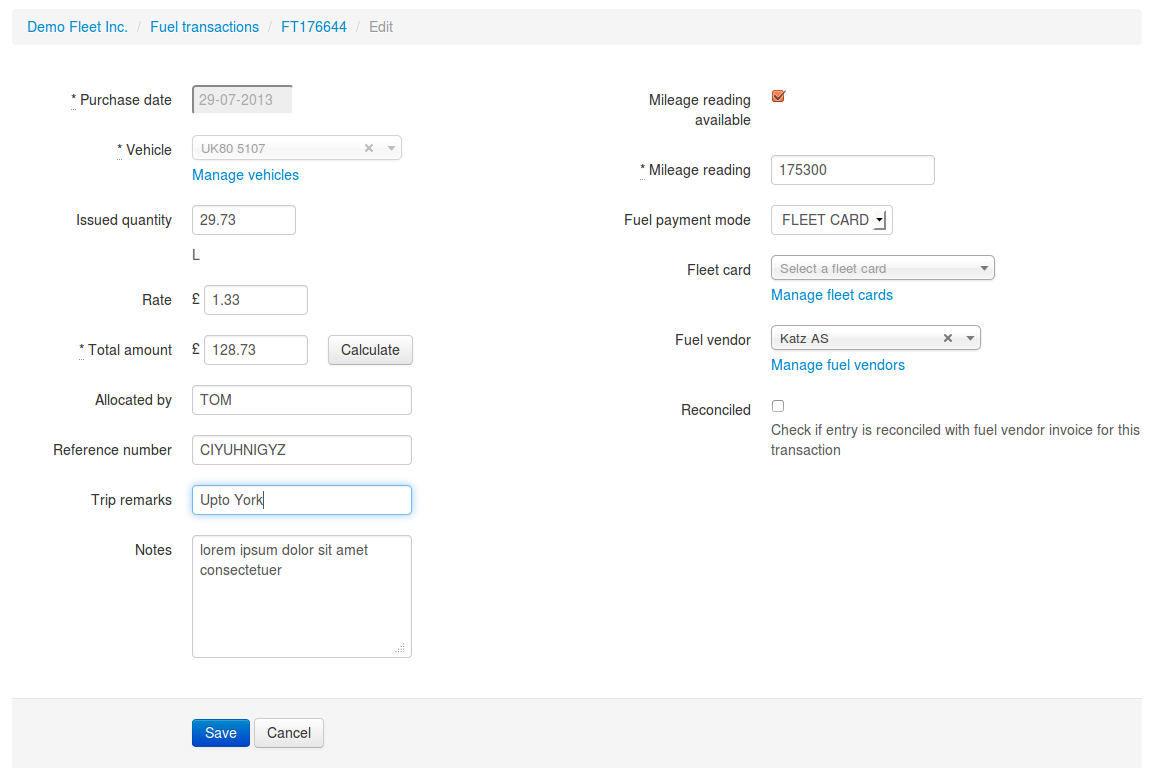 Demo Fleet Inc. / Fuel transactions / FT176644 / Edit
* Purchase date 29-07-2013
* Vehicle UK80 5107
Manage vehicles
Issued quantity 29.73
L
Rate £ 1.33
* Total amount £ 128.73 Calculate
Allocated by TOM
Reference number CIYUHNIGYZ
Trip remarks Upto York
Notes lorem ipsum dolor sit amet
consectetuer
Mileage reading
available
* Mileage reading 175300
Fuel payment mode FLEET CARD
Fleet card Select a fleet card
Manage fleet cards
Fuel vendor Katz AS
Manage fuel vendors
Reconciled
Check if entry is reconciled with fuel vendor invoice for this
transaction
Save Cancel